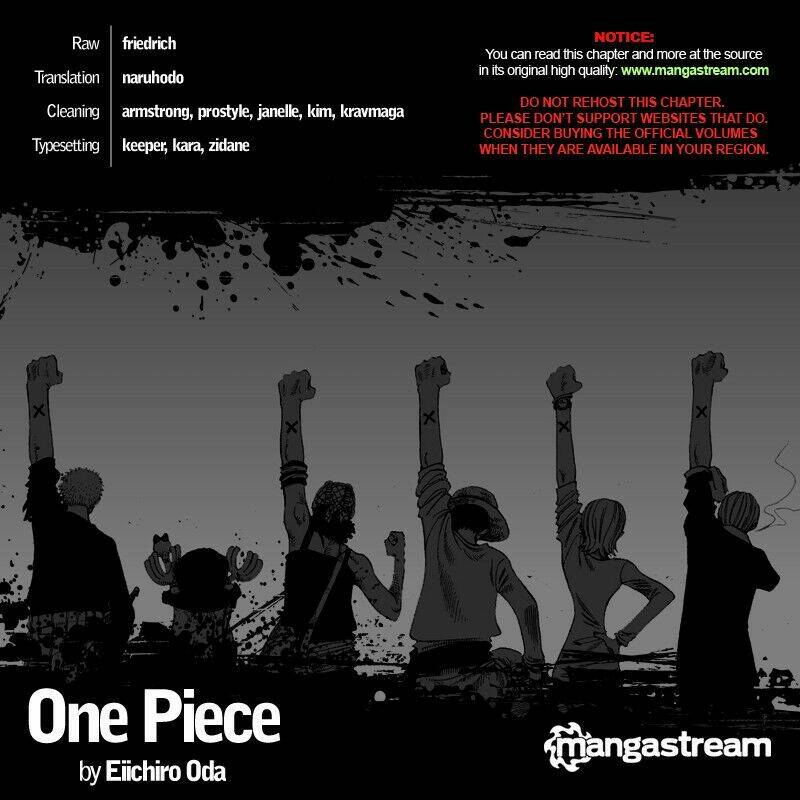 Raw friedrich
Translation naruhodo
Cleaning armstrong, prostyle, janelle, kim, kravmaga
Typesetting keeper, kara, zidane
NOTICE:
You can read this chapter and more at the source
in its original high quality: www.mangastream.com
DO NOT REHOST THIS CHAPTER.
PLEASE DON'T SUPPORT WEBSITES THAT DO.
CONSIDER BUYING THE OFFICIAL VOLUMES
WHEN THEY ARE AVAILABLE IN YOUR REGION.
One Piece
by Eiichiro Oda
mangastream